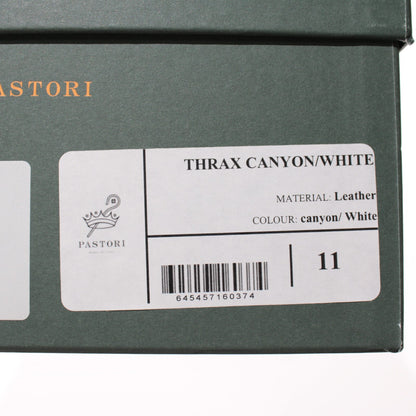 ASTORI
THRAX CANYON/WHITE
MATERIAL: Leather
COLOUR: canyon/ White
PASTORI
11
645457160374